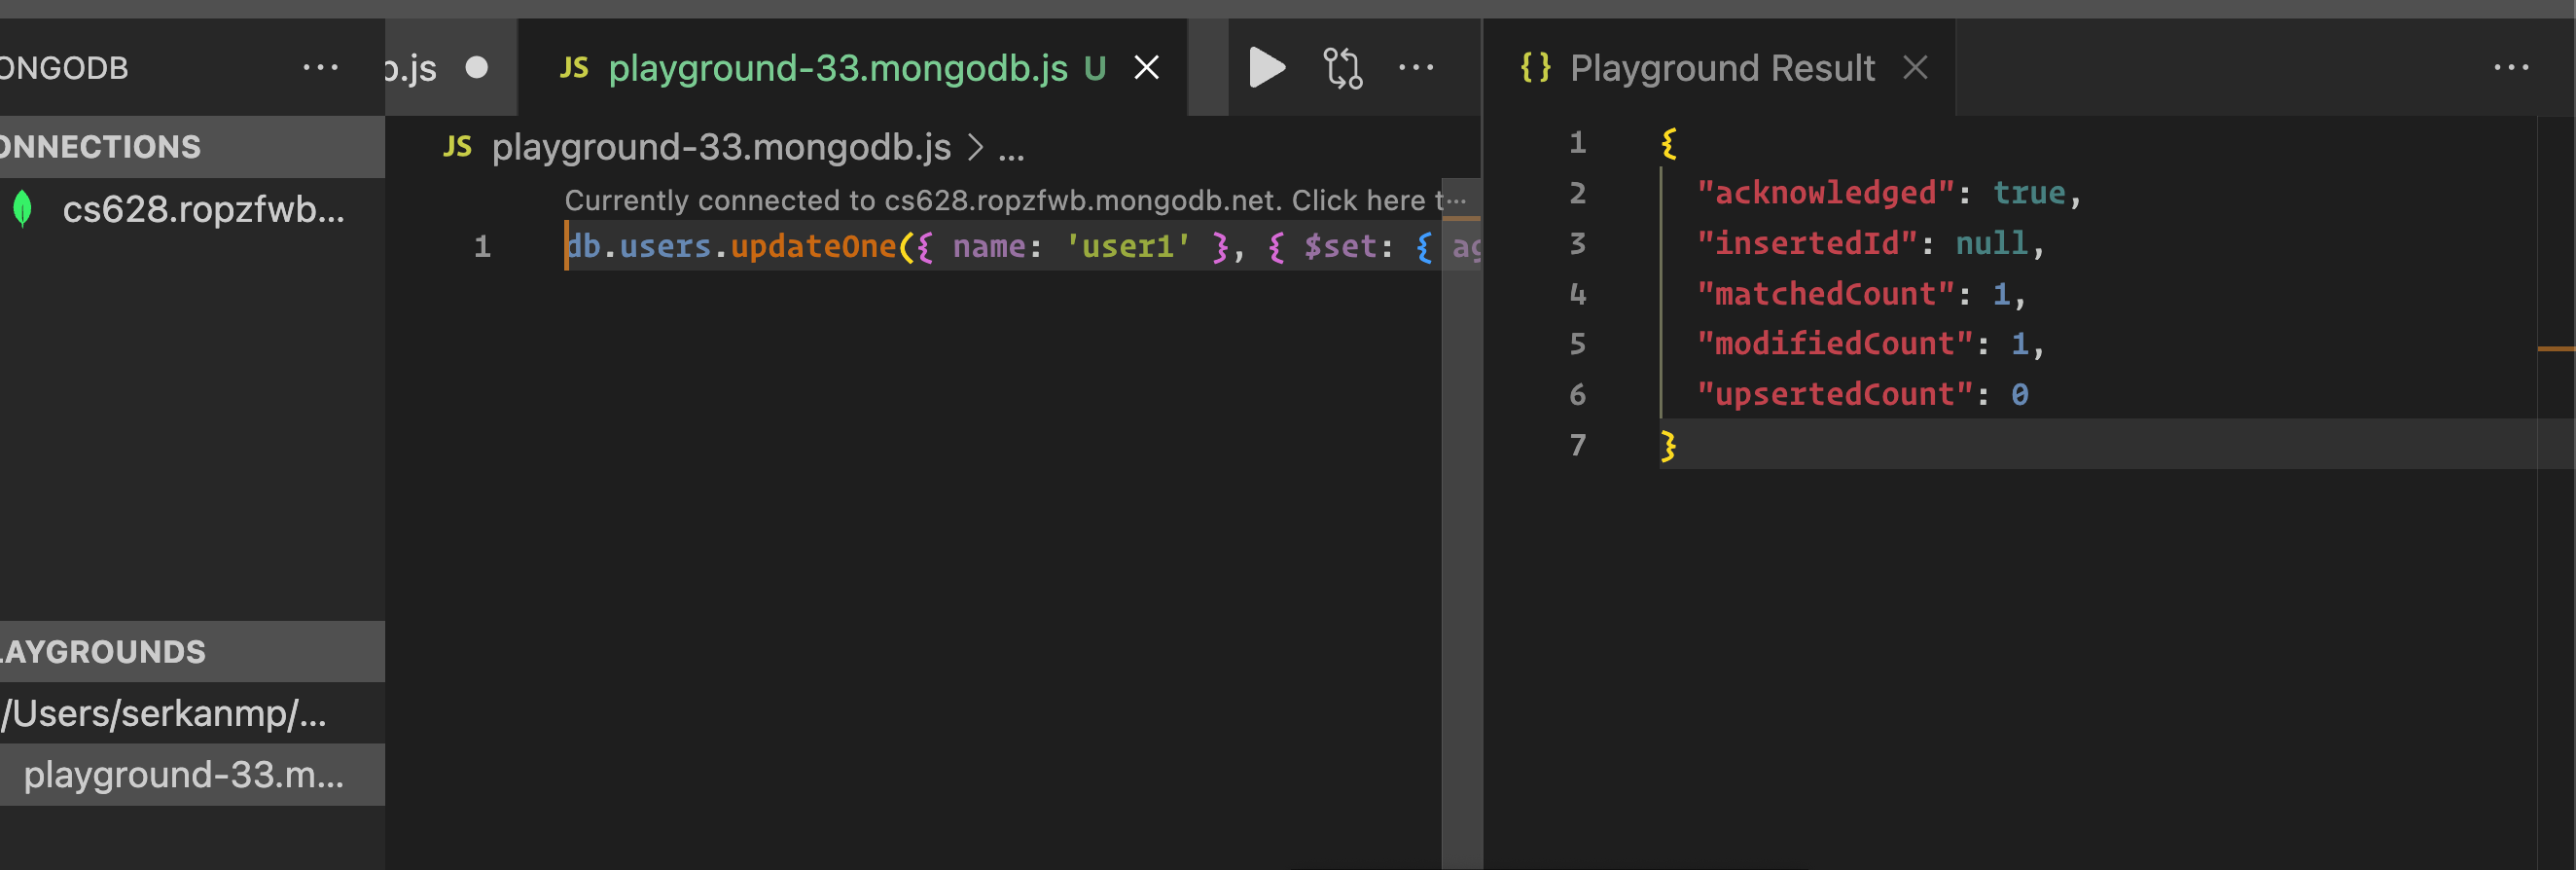 ONGODB
...
ONNECTIONS
cs628.ropzfwb...
LAYGROUNDS
/Users/serkanmp/...
playground-33.m...
b.js
JS playground-33.mongodb.js U
...
JS playground-33.mongodb.js > ...
Currently connected to cs628.ropzfwb.mongodb.net. Click here t...
1 db.users.updateOne({ name: 'user1' }, { $set: { ag
{} Playground Result
...
1 {
2 "acknowledged": true,
3 "insertedId": null,
4 "matchedCount": 1,
5 "modifiedCount": 1,
6 "upsertedCount": 0
7 }